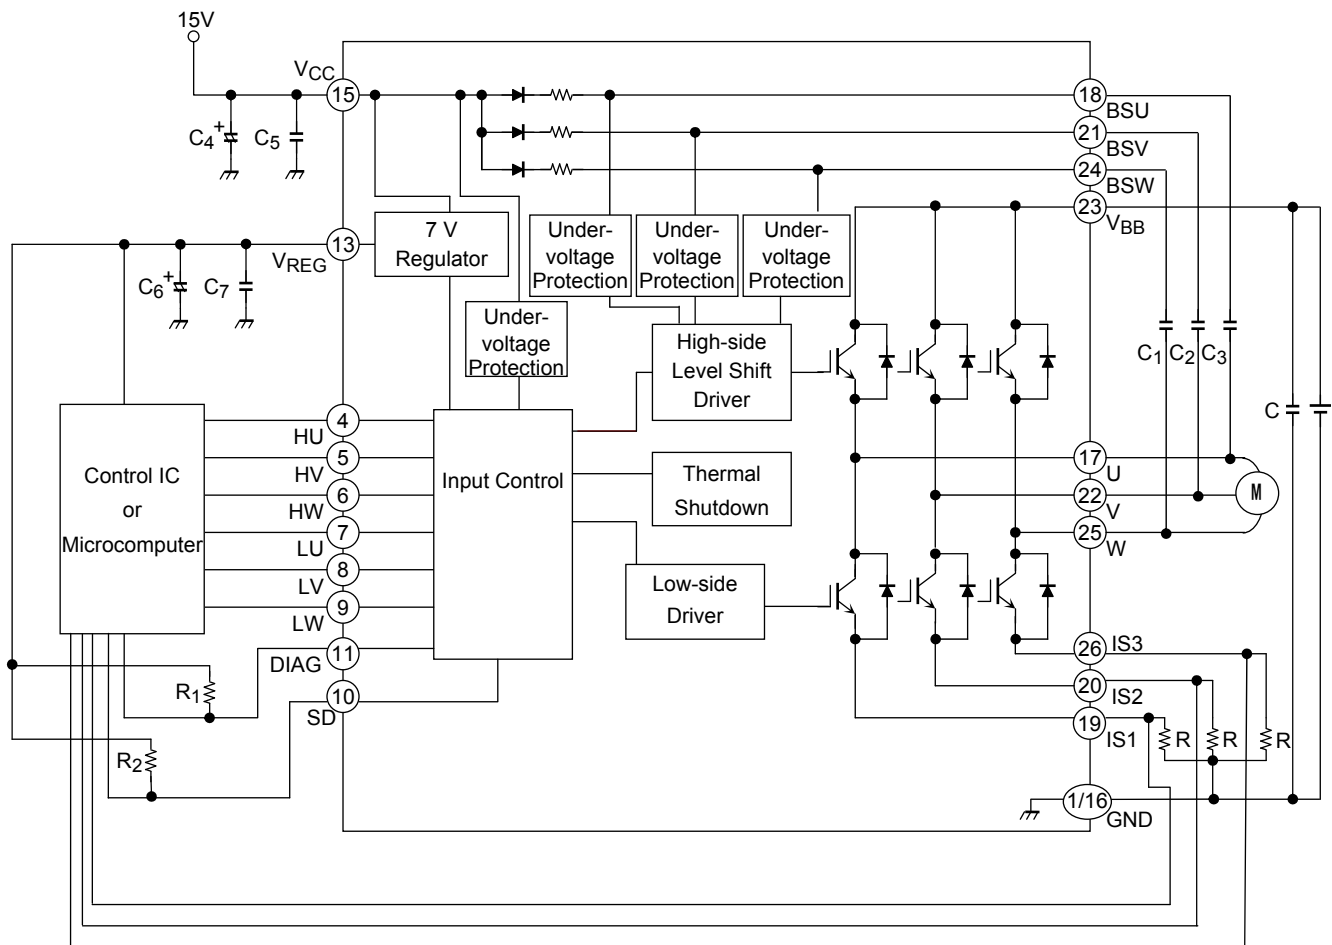 15V
VCC
15
18
BSU
C4
+
C5
21
BSV
24
BSW
23
VBB
13
VREG
7 V
Regulator
Under-
voltage
Protection
Under-
voltage
Protection
Under-
voltage
Protection
C6
+
C7
Under-
voltage
Protection
High-side
Level Shift
Driver
C1
C2
C3
C
Control IC
or
Microcomputer
4
HU
5
HV
6
HW
7
LU
8
LV
9
LW
11
DIAG
10
SD
Input Control
Thermal
Shutdown
Low-side
Driver
17
U
22
V
25
W
M
26
IS3
20
IS2
19
IS1
R
R
R
R1
R2
1/16
GND